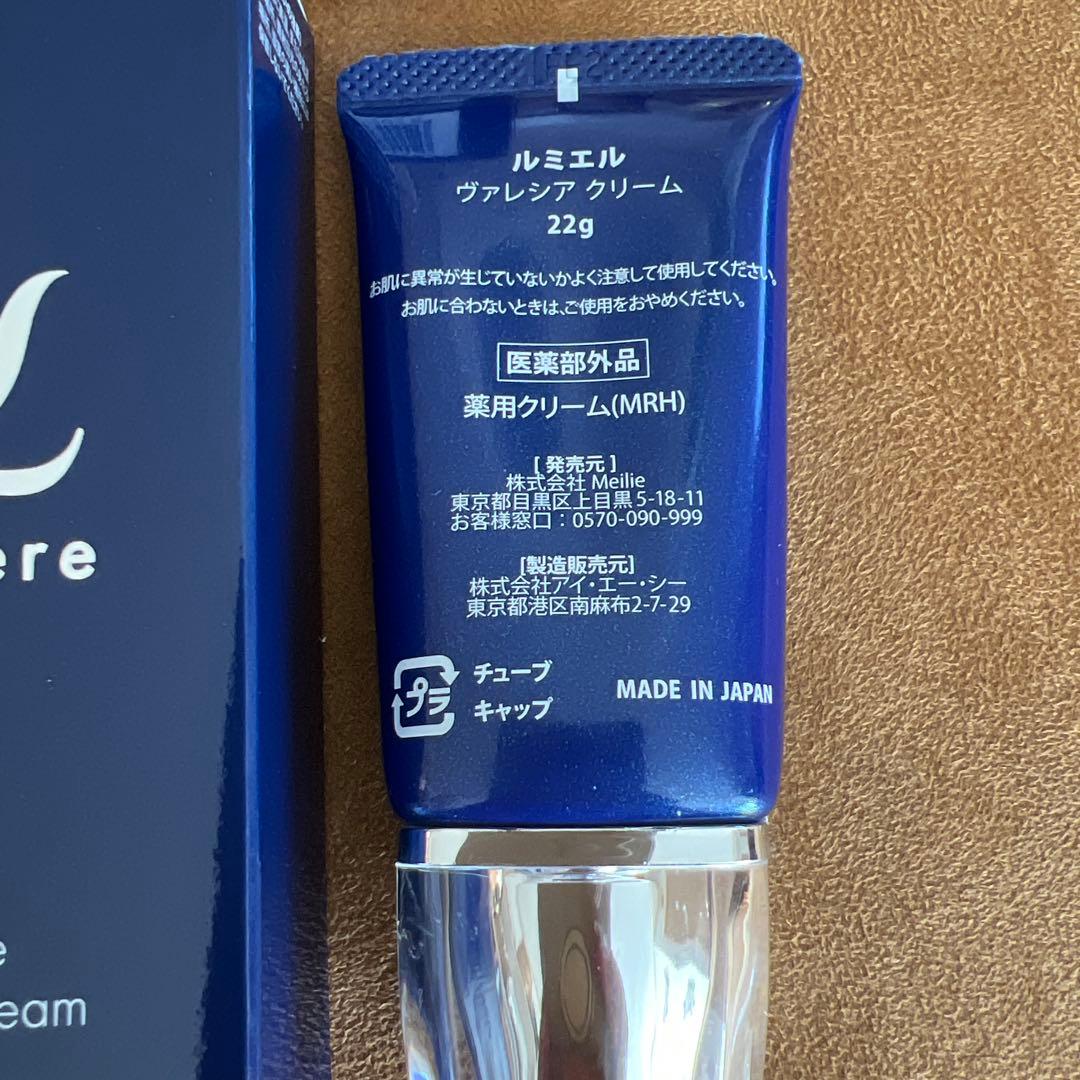 ルミエル
ヴァレシア クリーム
22g
お肌に異常が生じていないかよく注意して使用してください。
お肌に合わないときは、ご使用をおやめください。
医薬部外品
薬用クリーム(MRH)
[ 発売元 ]
株式会社 Meilie
東京都目黒区上目黒5-18-11
お客様窓口：0570-090-999
[製造販売元]
株式会社アイ・エー・シー
東京都港区南麻布2-7-29
プラ
チューブ
キャップ
MADE IN JAPAN
L
ere
e
eam